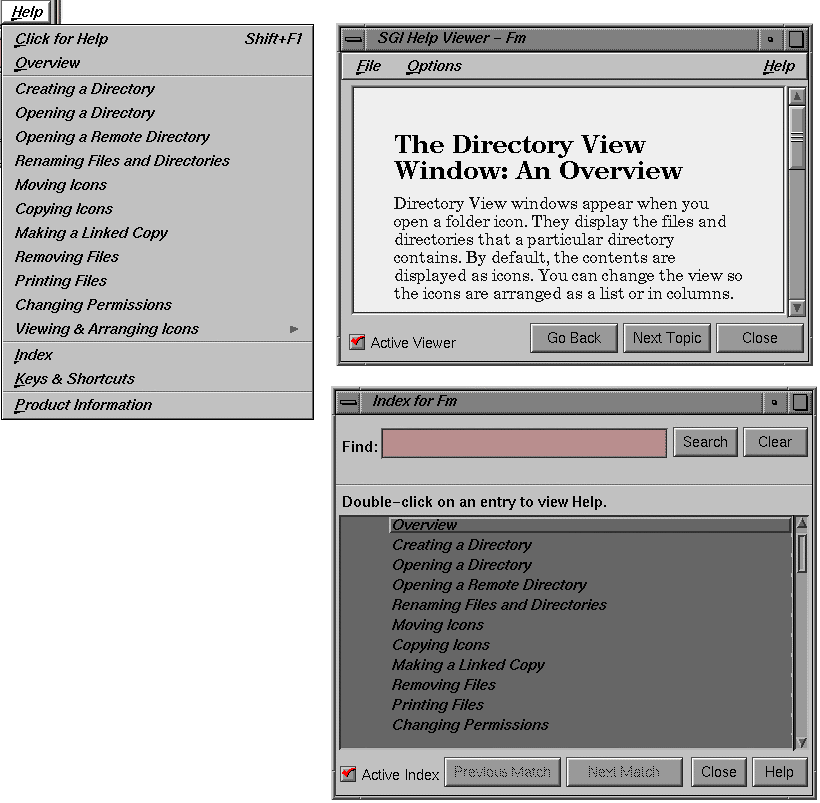 Help
Click for Help Shift+F1
Overview
Creating a Directory
Opening a Directory
Opening a Remote Directory
Renaming Files and Directories
Moving Icons
Copying Icons
Making a Linked Copy
Removing Files
Printing Files
Changing Permissions
Viewing & Arranging Icons
Index
Keys & Shortcuts
Product Information
SGI Help Viewer – Fm
File Options Help
The Directory View
Window: An Overview
Directory View windows appear when you
open a folder icon. They display the files and
directories that a particular directory
contains. By default, the contents are
displayed as icons. You can change the view so
the icons are arranged as a list or in columns.
Active Viewer Go Back Next Topic Close
Index for Fm
Find: Search Clear
Double–click on an entry to view Help.
Overview
Creating a Directory
Opening a Directory
Opening a Remote Directory
Renaming Files and Directories
Moving Icons
Copying Icons
Making a Linked Copy
Removing Files
Printing Files
Changing Permissions
Active Index Previous Match Next Match Close Help